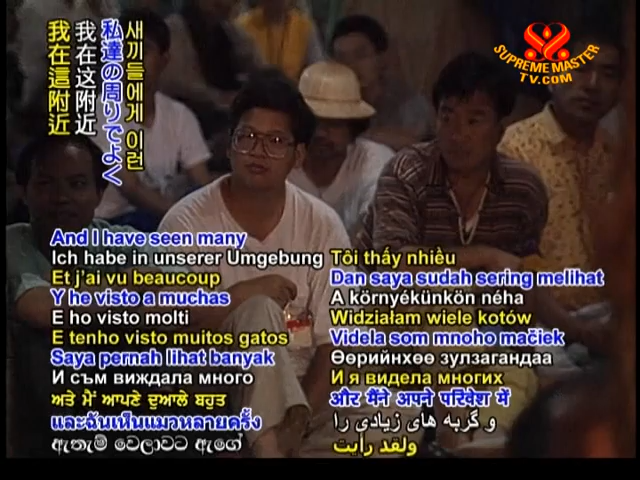 SUPREME MASTER
TV.COM
새끼들에게 이런
私達の周りでよく
我在这附近
我在這附近
And I have seen many
Ich habe in unserer Umgebung
Et j'ai vu beaucoup
Y he visto a muchas
E ho visto molti
E tenho visto muitos gatos
Saya pernah lihat banyak
И съм виждала много
ਅਤੇ ਮੈਂ ਆਪਣੇ ਦੁਆਲੇ ਬਹੁਤ
และฉันเห็นแมวหลายครั้ง
ඇතැම් වෙලාවට ඇගේ
Tôi thấy nhiều
Dan saya sudah sering melihat
A környékünkön néha
Widziałam wiele kotów
Videla som mnoho mačiek
Өөрийнхөө зулзагандаа
И я видела многих
और मैंने अपने परिवेश में
و گربه های زیادی را
ولقد رأيت